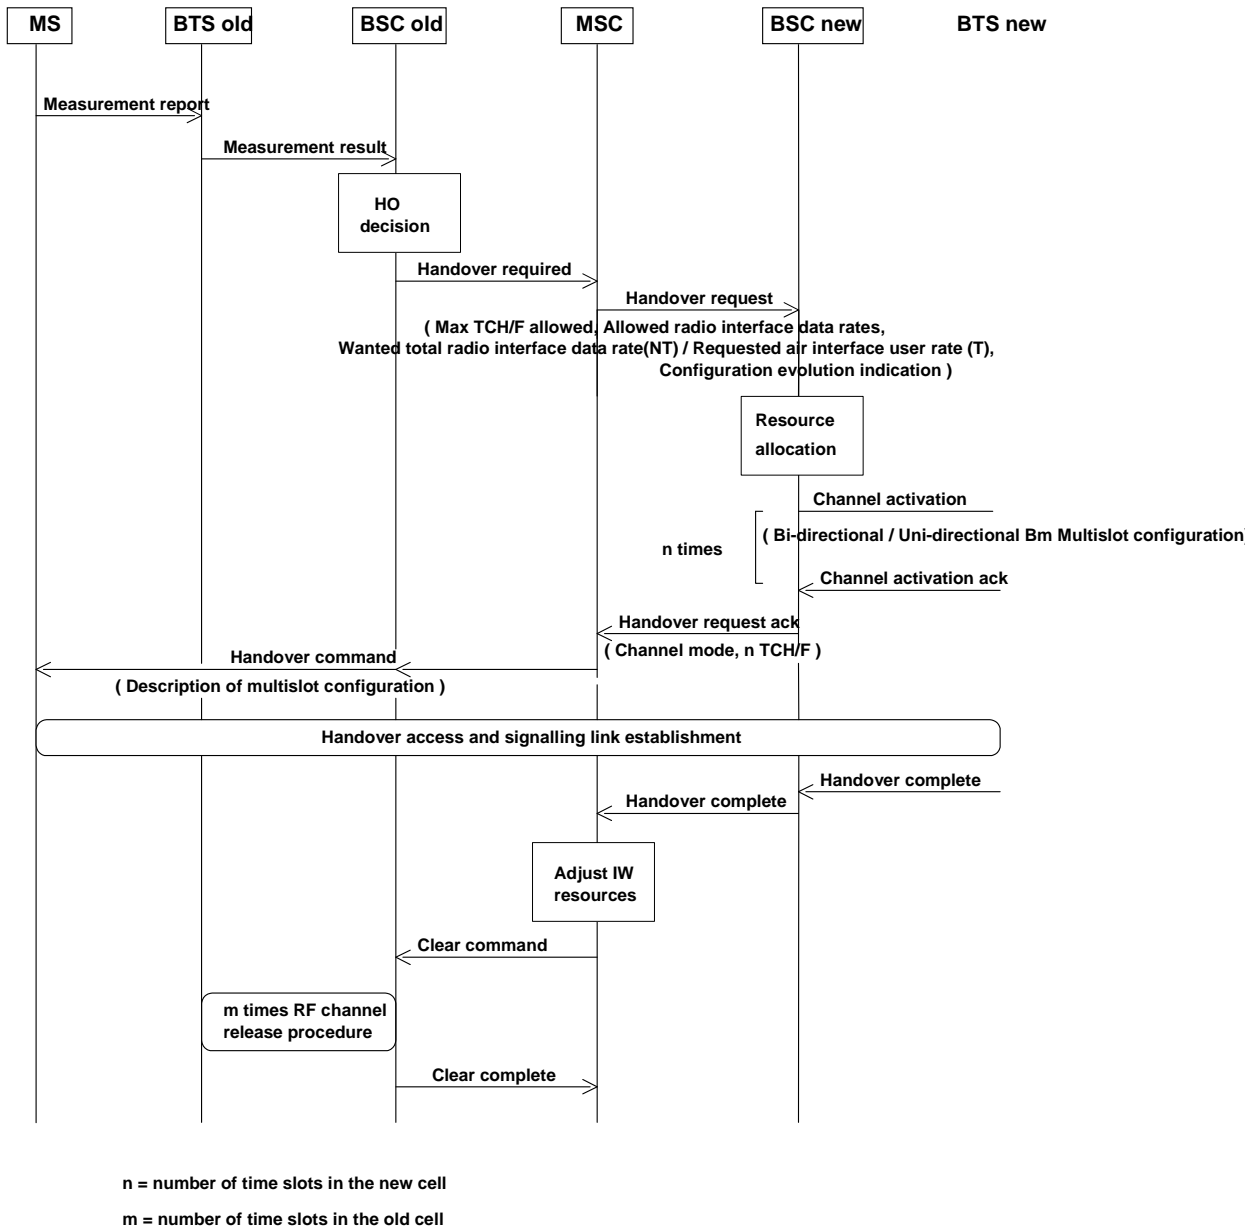 MS BTS old BSC old MSC BSC new BTS new
Measurement report
Measurement result
HO
decision
Handover required
Handover request
( Max TCH/F allowed, Allowed radio interface data rates,
Wanted total radio interface data rate(NT) / Requested air interface user rate (T),
Configuration evolution indication )
Resource
allocation
Channel activation
( Bi-directional / Uni-directional Bm Multislot configuration)
n times
Channel activation ack
Handover request ack
( Channel mode, n TCH/F )
Handover command
( Description of multislot configuration )
Handover access and signalling link establishment
Handover complete
Handover complete
Adjust IW
resources
Clear command
m times RF channel
release procedure
Clear complete
n = number of time slots in the new cell
m = number of time slots in the old cell